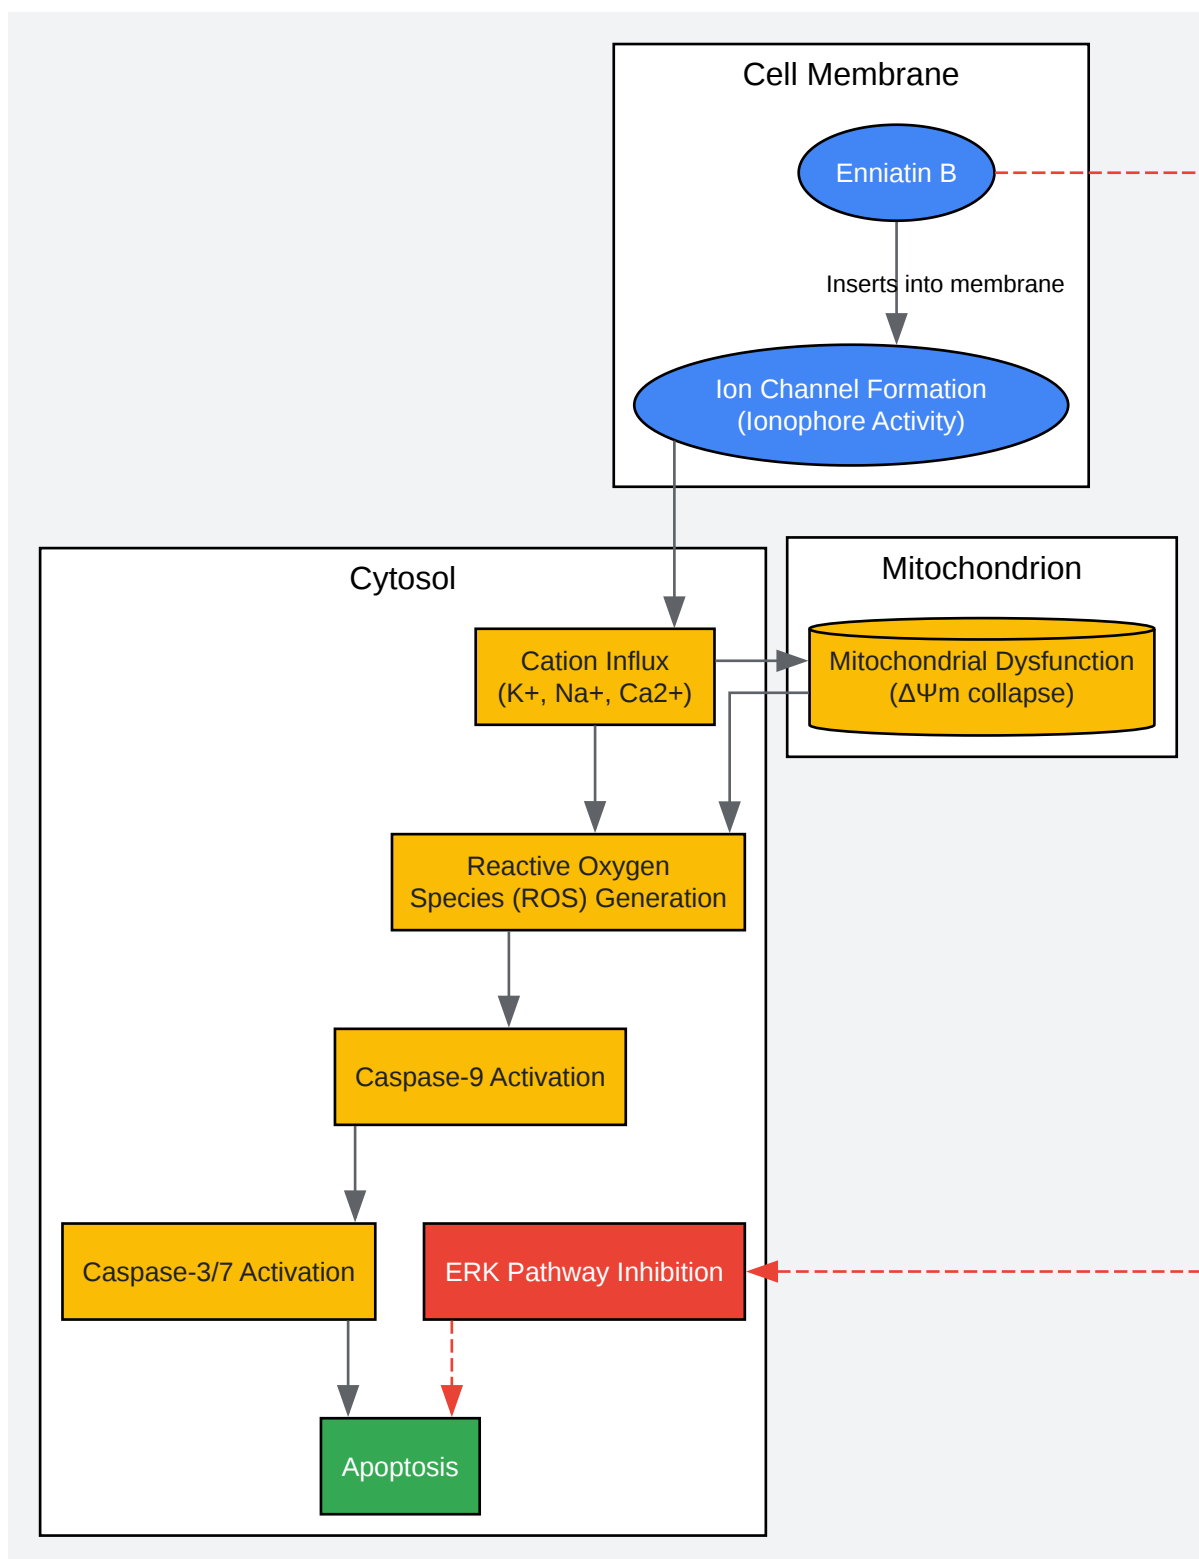 Cell Membrane
Enniatin B
Inserts into membrane
Ion Channel Formation
(Ionophore Activity)
Cytosol
Mitochondrion
Cation Influx
(K+, Na+, Ca2+)
Mitochondrial Dysfunction
(ΔΨm collapse)
Reactive Oxygen
Species (ROS) Generation
Caspase-9 Activation
Caspase-3/7 Activation
ERK Pathway Inhibition
Apoptosis